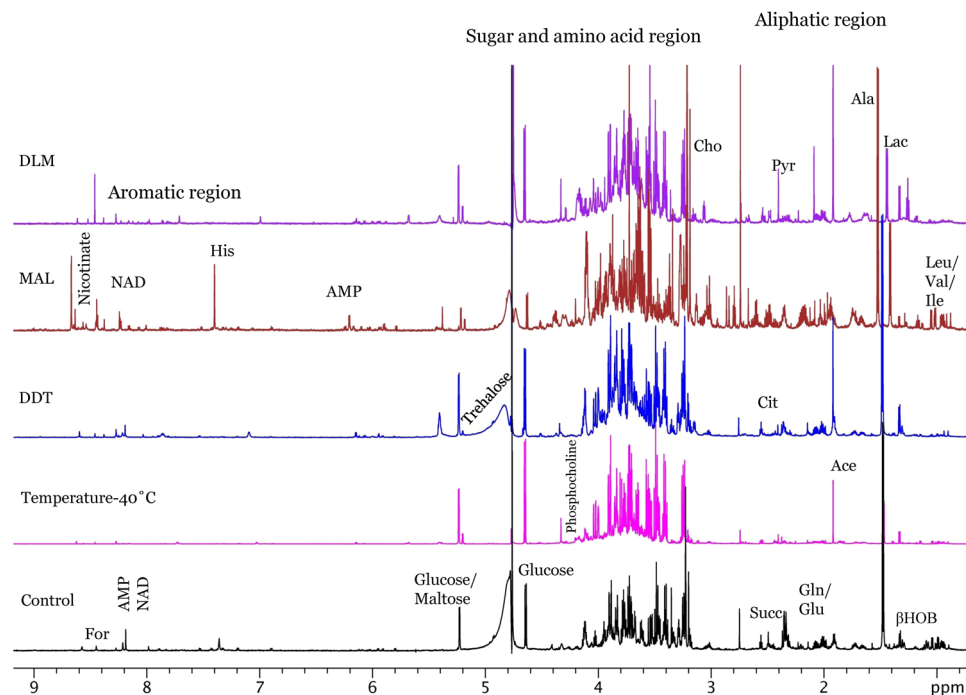 Aliphatic region
Sugar and amino acid region
Ala
DLM
Cho
Lac
Pyr
Aromatic region
MAL
Nicotinate
NAD
His
AMP
Leu/
Val/
Ile
DDT
Trehalose
Cit
Temperature-40˚C
Phosphocholine
Ace
Control
For
AMP
NAD
Glucose/
Maltose
Glucose
Succ
Gln/
Glu
βHOB
9 8 7 6 5 4 3 2 1 ppm